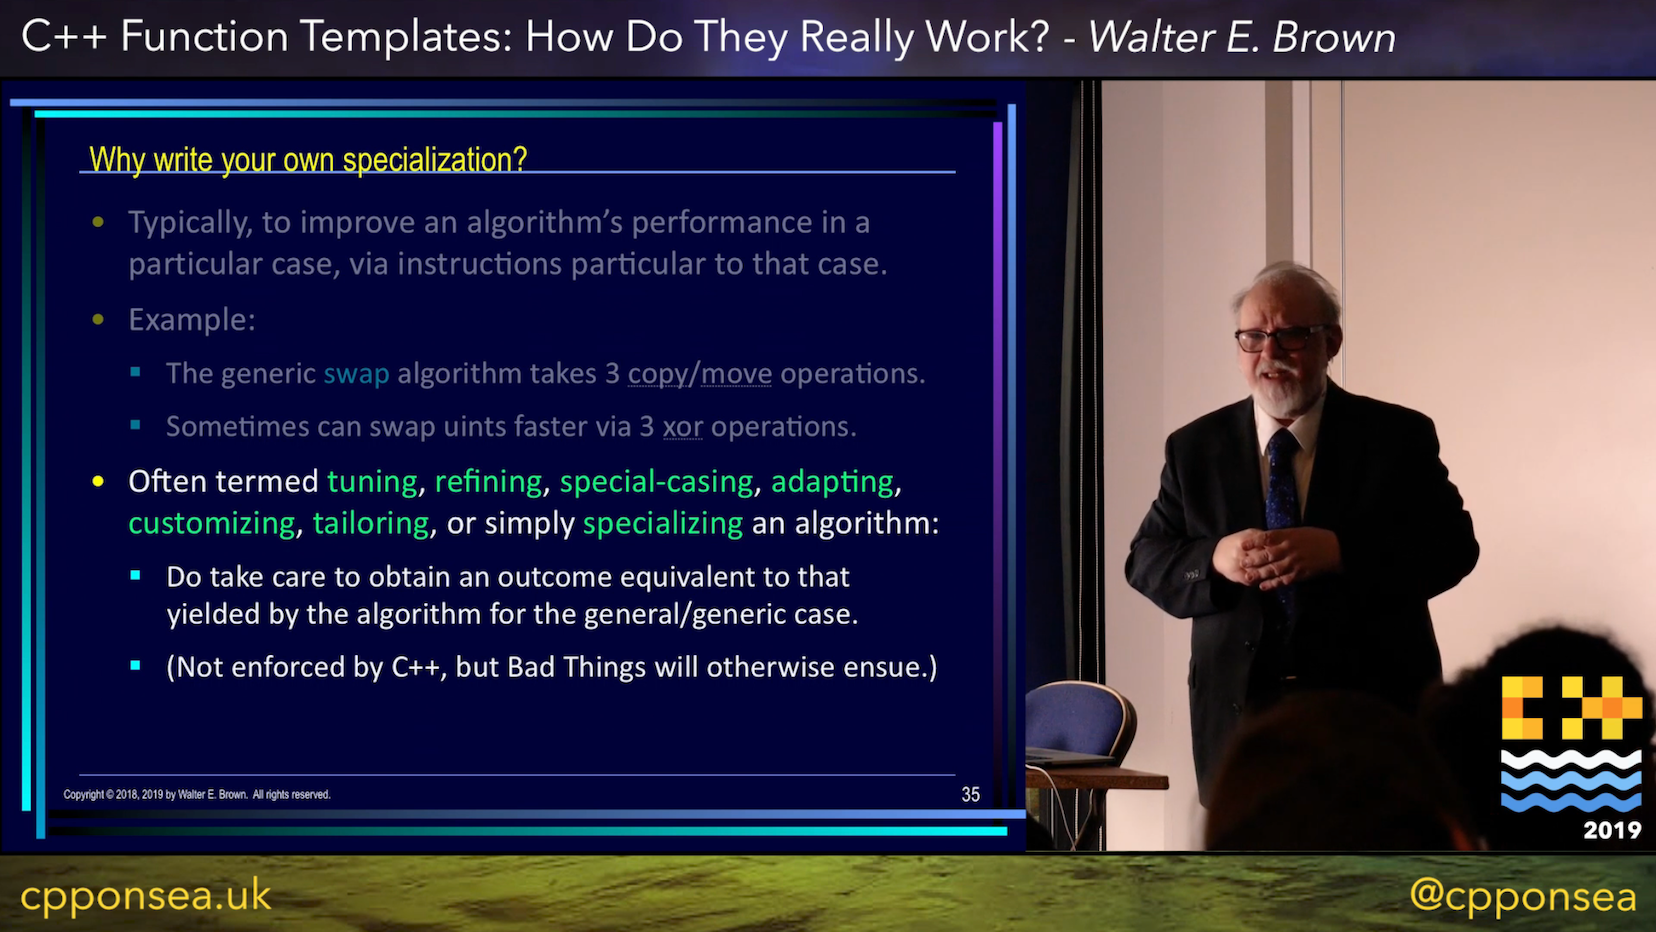 C++ Function Templates: How Do They Really Work? - Walter E. Brown
Why write your own specialization?
• Typically, to improve an algorithm’s performance in a
particular case, via instructions particular to that case.
• Example:
▪ The generic swap algorithm takes 3 copy/move operations.
▪ Sometimes can swap uints faster via 3 xor operations.
• Often termed tuning, refining, special-casing, adapting,
customizing, tailoring, or simply specializing an algorithm:
▪ Do take care to obtain an outcome equivalent to that
yielded by the algorithm for the general/generic case.
▪ (Not enforced by C++, but Bad Things will otherwise ensue.)
Copyright © 2018, 2019 by Walter E. Brown. All rights reserved.
35
C++
2019
cpponsea.uk
@cpponsea